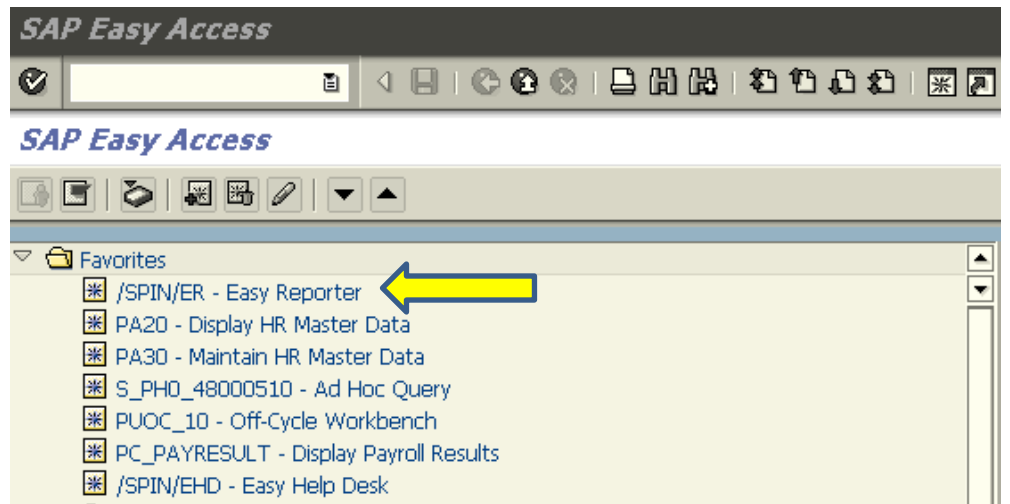 SAP Easy Access
SAP Easy Access
Favorites
/SPIN/ER - Easy Reporter
PA20 - Display HR Master Data
PA30 - Maintain HR Master Data
S_PH0_48000510 - Ad Hoc Query
PUOC_10 - Off-Cycle Workbench
PC_PAYRESULT - Display Payroll Results
/SPIN/EHD - Easy Help Desk